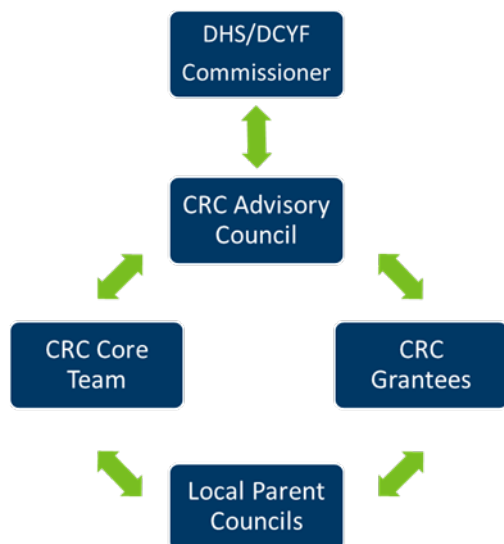 DHS/DCYF
Commissioner
CRC Advisory
Council
CRC Core
Team
CRC
Grantees
Local Parent
Councils